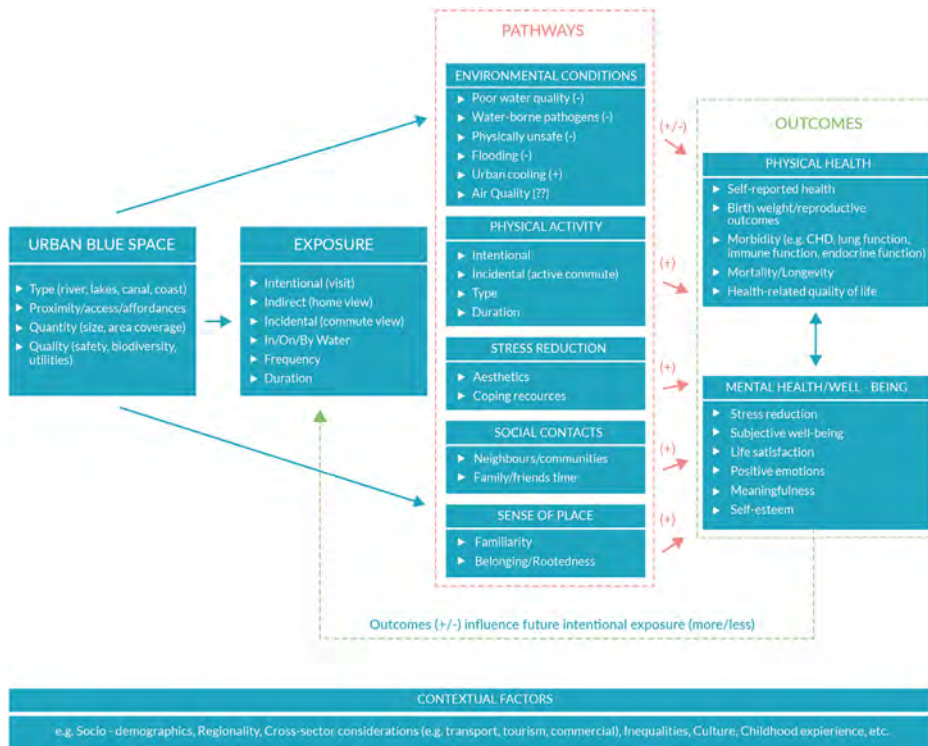 PATHWAYS
ENVIRONMENTAL CONDITIONS
Poor water quality (-)
Water-borne pathogens (-)
Physically unsafe (-)
Flooding (-)
Urban cooling (+)
Air Quality (??)
(+/-)
OUTCOMES
PHYSICAL HEALTH
Self-reported health
Birth weight/reproductive
outcomes
Morbidity (e.g. CHD, lung function,
immune function, endocrine function)
Mortality/Longevity
Health-related quality of life
URBAN BLUE SPACE
Type (river, lakes, canal, coast)
Proximity/access/affordances
Quantity (size, area coverage)
Quality (safety, biodiversity,
utilities)
EXPOSURE
Intentional (visit)
Indirect (home view)
Incidental (commute view)
In/On/By Water
Frequency
Duration
PHYSICAL ACTIVITY
Intentional
Incidental (active commute)
Type
Duration
(+)
STRESS REDUCTION
Aesthetics
Coping recources
(+)
MENTAL HEALTH/WELL - BEING
Stress reduction
Subjective well-being
Life satisfaction
Positive emotions
Meaningfulness
Self-esteem
SOCIAL CONTACTS
Neighbours/communities
Family/friends time
(+)
SENSE OF PLACE
Familiarity
Belonging/Rootedness
(+)
Outcomes (+/-) influence future intentional exposure (more/less)
CONTEXTUAL FACTORS
e.g. Socio - demographics, Regionality, Cross-sector considerations (e.g. transport, tourism, commercial), Inequalities, Culture, Childhood expierience, etc.